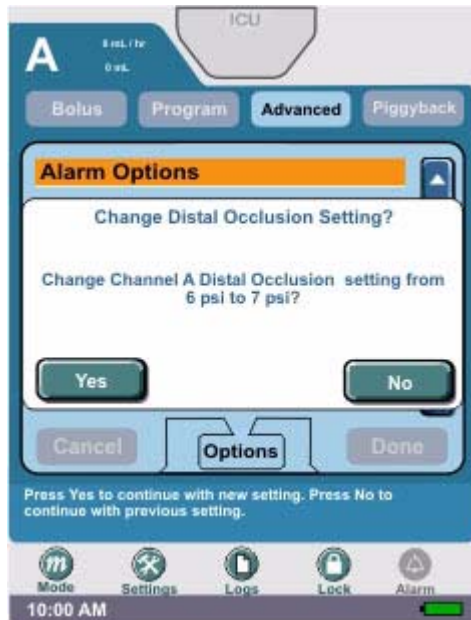 ICU
A
8 mL / hr
0 mL
Bolus Program Advanced Piggyback
Alarm Options
Change Distal Occlusion Setting?
Change Channel A Distal Occlusion setting from
6 psi to 7 psi?
Yes No
Cancel Options Done
Press Yes to continue with new setting. Press No to
continue with previous setting.
m
Mode Settings Logs Lock Alarm
10:00 AM